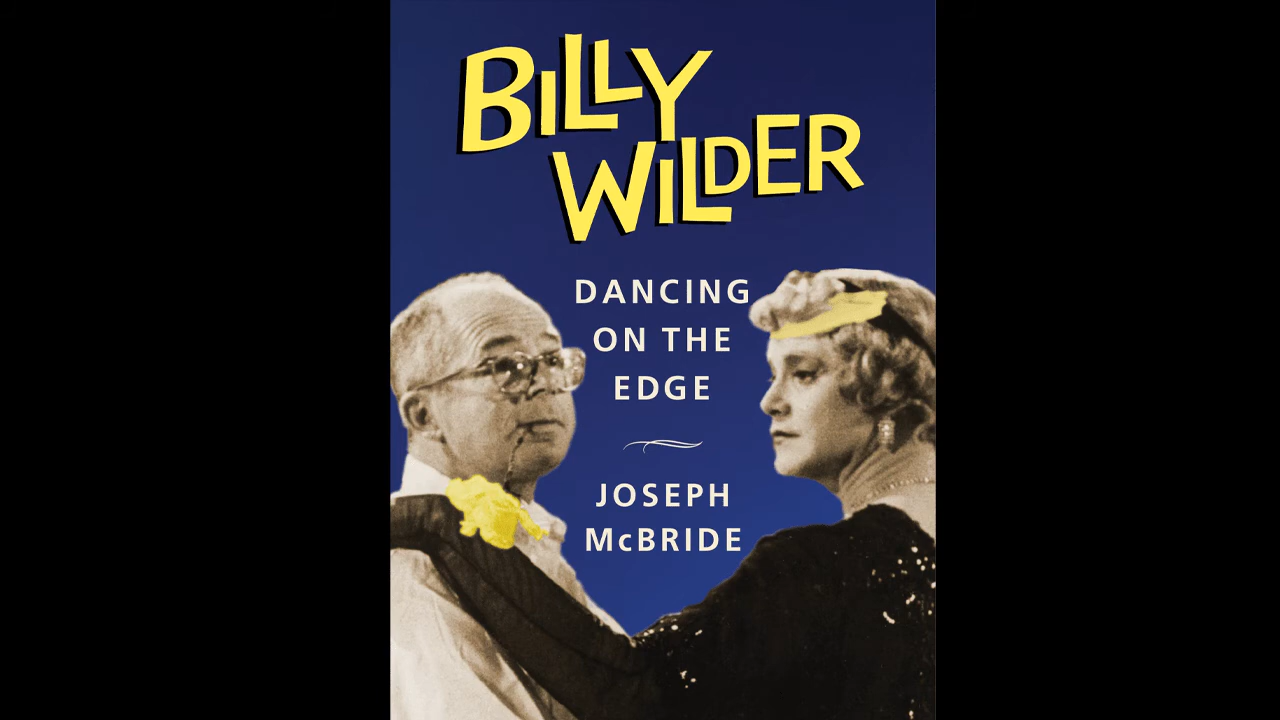 BILLY
WILDER
DANCING
ON THE
EDGE
JOSEPH
McBRIDE